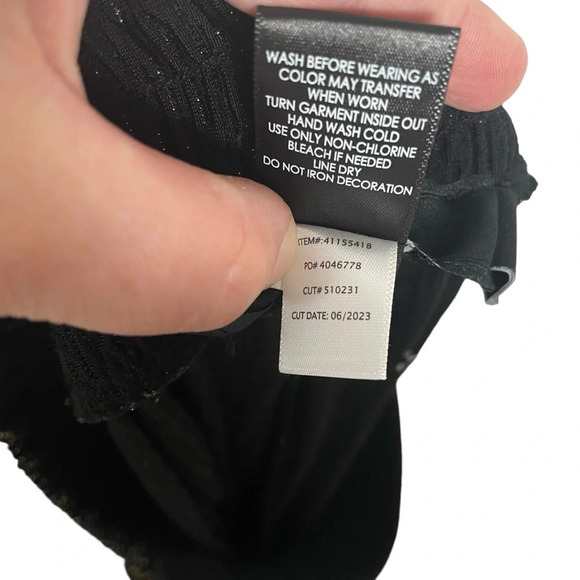 WASH BEFORE WEARING AS
COLOR MAY TRANSFER
WHEN WORN
TURN GARMENT INSIDE OUT
HAND WASH COLD
USE ONLY NON-CHLORINE
BLEACH IF NEEDED
LINE DRY
DO NOT IRON DECORATION
ITEM#: 41155418
PO# 4046778
CUT# 510231
CUT DATE: 06/2023